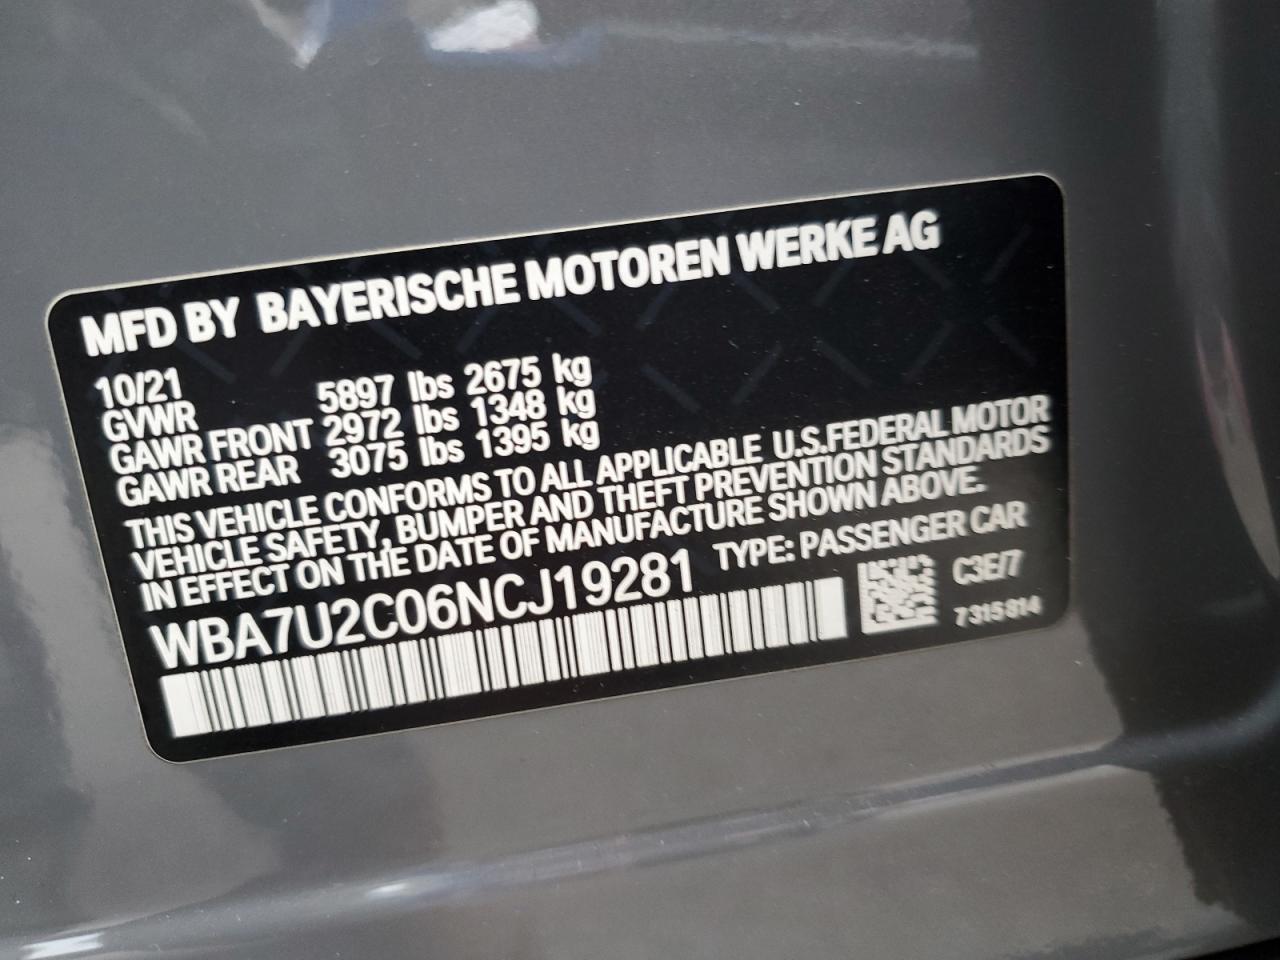 MFD BY BAYERISCHE MOTOREN WERKE AG
10/21
GVWR 5897 lbs 2675 kg
GAWR FRONT 2972 lbs 1348 kg
GAWR REAR 3075 lbs 1395 kg
THIS VEHICLE CONFORMS TO ALL APPLICABLE U.S.FEDERAL MOTOR
VEHICLE SAFETY, BUMPER AND THEFT PREVENTION STANDARDS
IN EFFECT ON THE DATE OF MANUFACTURE SHOWN ABOVE.
WBA7U2C06NCJ19281 TYPE: PASSENGER CAR
C3E/7
7315814